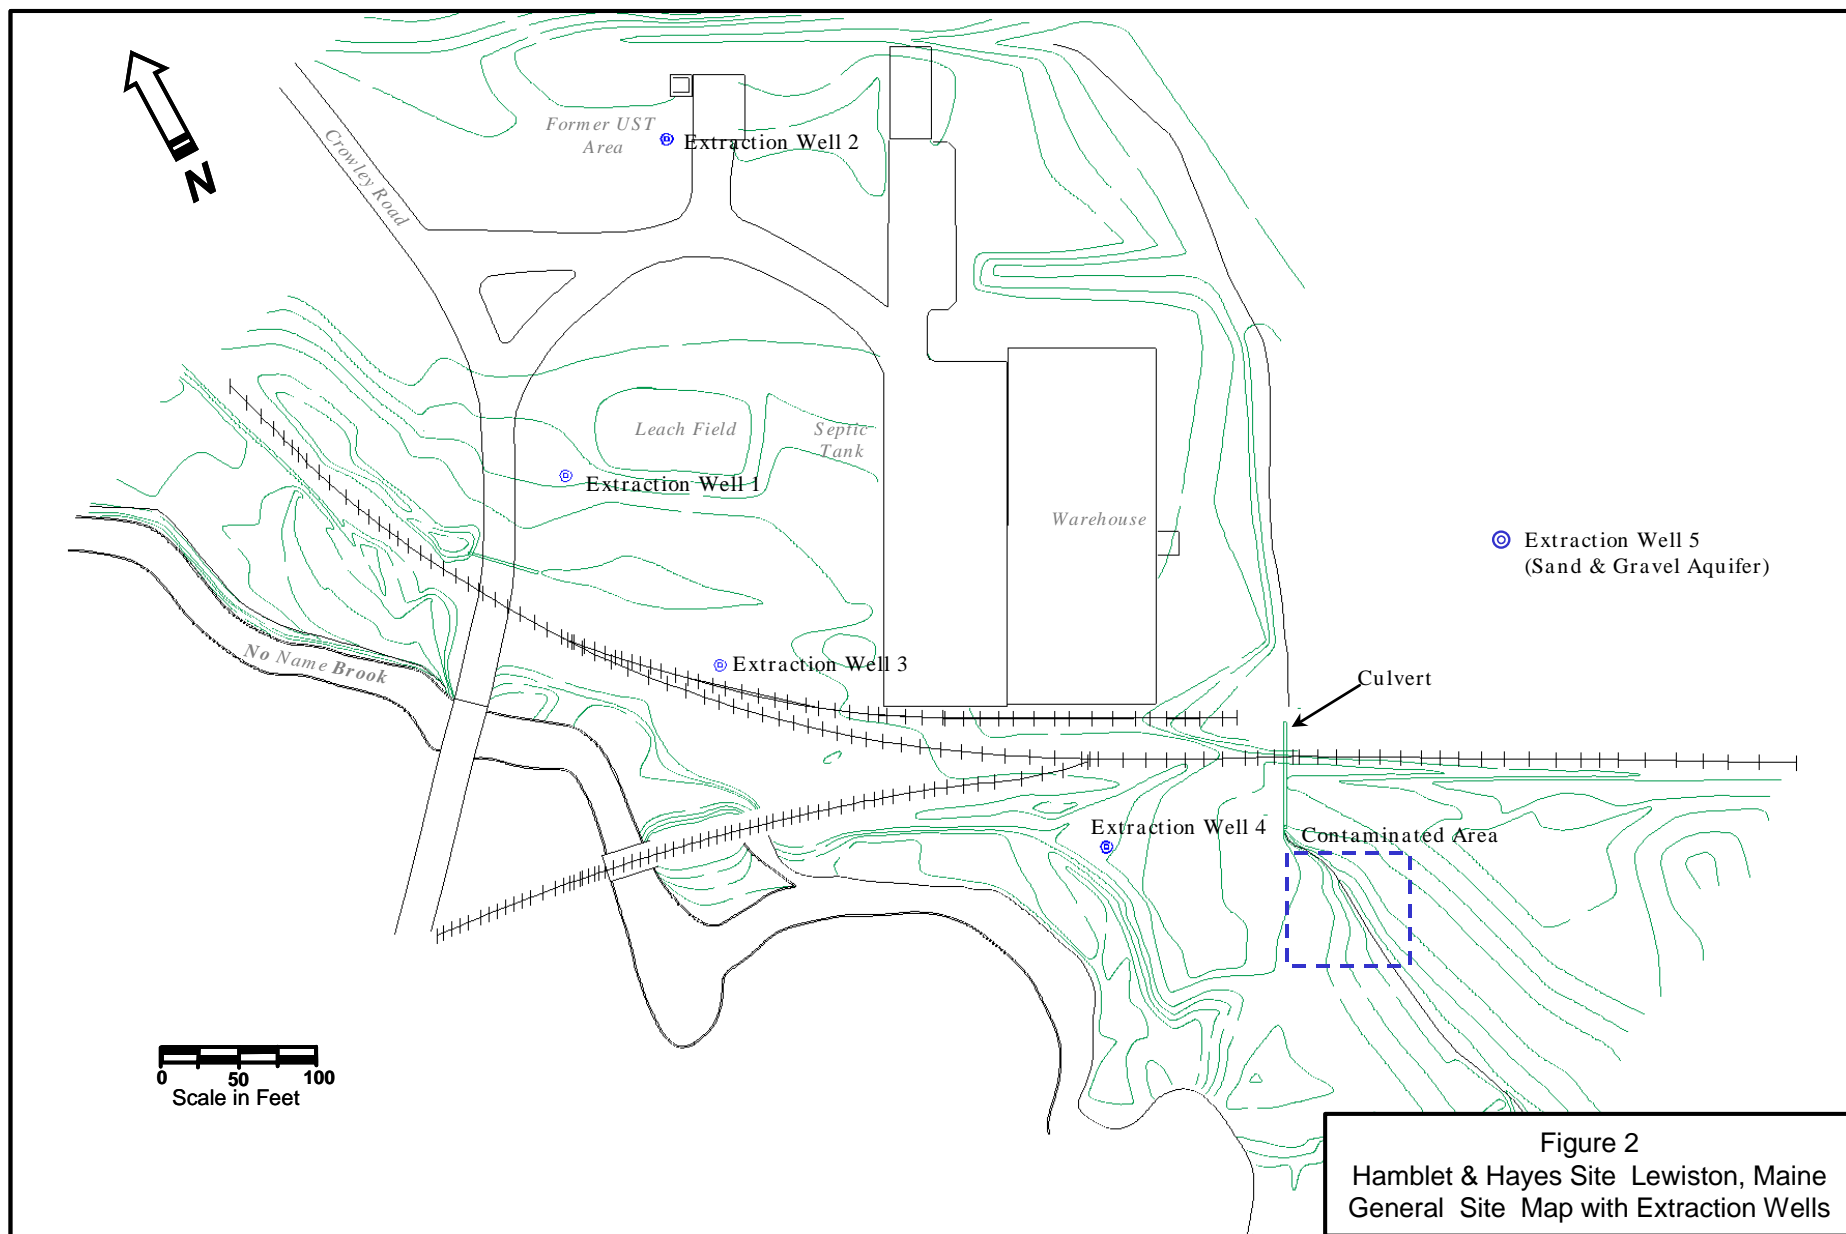 N
Crowley Road
Former UST
Area
Extraction Well 2
Leach Field
Septic
Tank
Extraction Well 1
Warehouse
Extraction Well 5
(Sand & Gravel Aquifer)
No Name Brook
Extraction Well 3
Culvert
Extraction Well 4
Contaminated Area
0 50 100
Scale in Feet
Figure 2
Hamblet & Hayes Site Lewiston, Maine
General Site Map with Extraction Wells